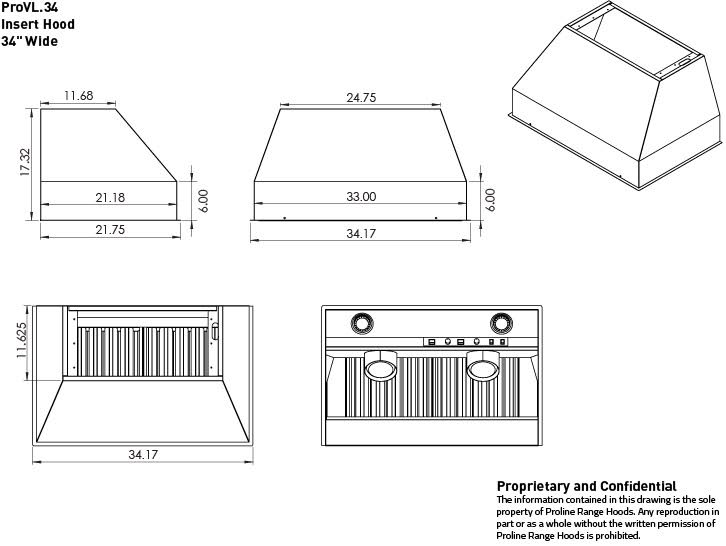 ProVL.34
Insert Hood
34" Wide
11.68
17.32
21.18
6.00
21.75
24.75
33.00
6.00
34.17
11.625
34.17
Proprietary and Confidential
The information contained in this drawing is the sole
property of Proline Range Hoods. Any reproduction in
part or as a whole without the written permission of
Proline Range Hoods is prohibited.